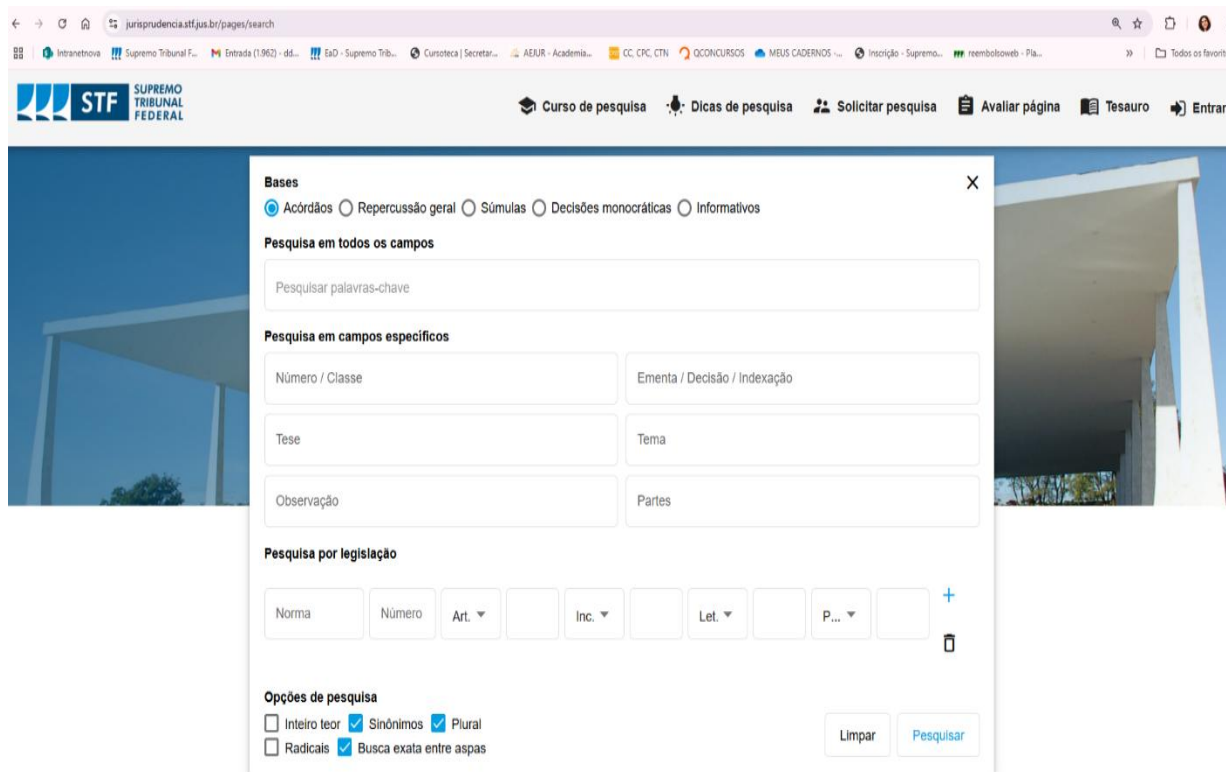 jurisprudencia.stf.jus.br/pages/search
Intranetnova Supremo Tribunal F... Entrada (1.962) - dd... EaD - Supremo Trib... Cursoteca | Secretar... AEJUR - Academia... CC, CPC, CTN QCONCURSOS MEUS CADERNOS -... Inscrição - Supremo... reembolsoweb - Pla... » Todos os favorit
STF SUPREMO TRIBUNAL FEDERAL
Curso de pesquisa Dicas de pesquisa Solicitar pesquisa Avaliar página Tesauro Entrar
Bases
Acórdãos Repercussão geral Súmulas Decisões monocráticas Informativos
Pesquisa em todos os campos
Pesquisar palavras-chave
Pesquisa em campos específicos
Número / Classe Ementa / Decisão / Indexação
Tese Tema
Observação Partes
Pesquisa por legislação
Norma Número Art. Inc. Let. P...
Opções de pesquisa
Inteiro teor Sinônimos Plural
Radicais Busca exata entre aspas
Limpar Pesquisar